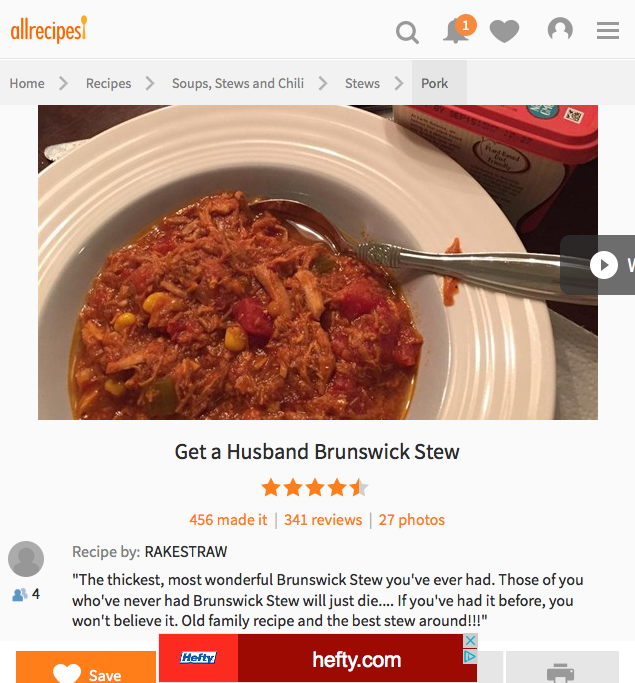 allrecipes
1
Home Recipes Soups, Stews and Chili Stews Pork
W
Get a Husband Brunswick Stew
456 made it | 341 reviews | 27 photos
Recipe by: RAKESTRAW
4
"The thickest, most wonderful Brunswick Stew you've ever had. Those of you
who've never had Brunswick Stew will just die.... If you've had it before, you
won't believe it. Old family recipe and the best stew around!!!"
Save
Hefty
hefty.com